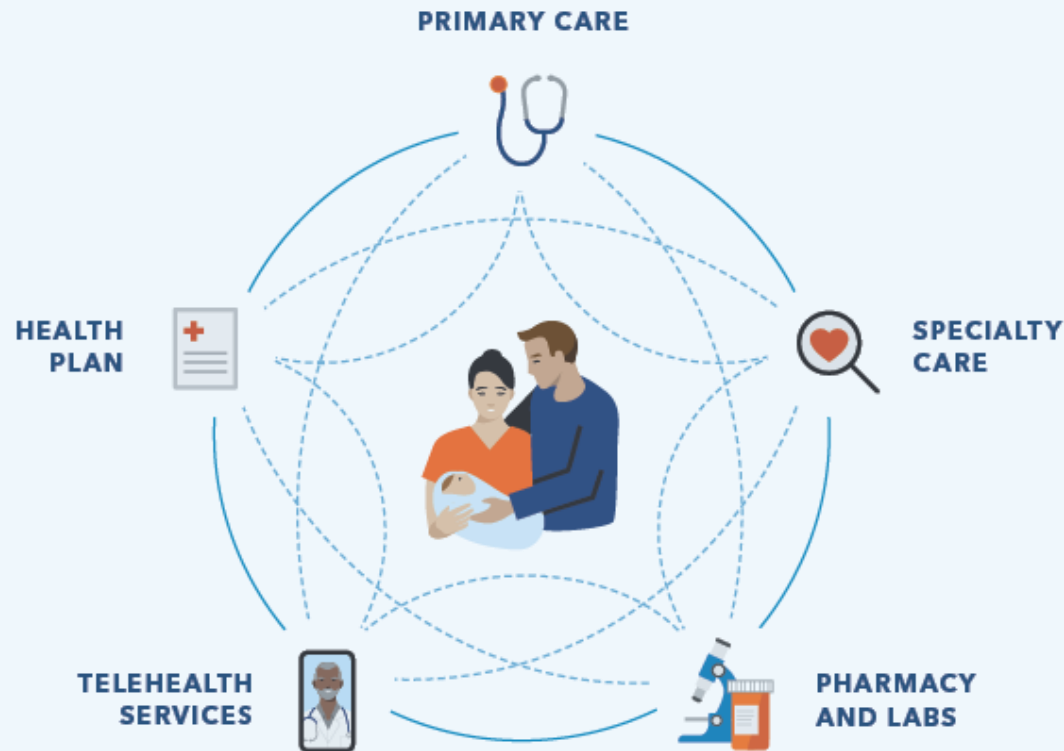 PRIMARY CARE
HEALTH
PLAN
SPECIALTY
CARE
TELEHEALTH
SERVICES
PHARMACY
AND LABS